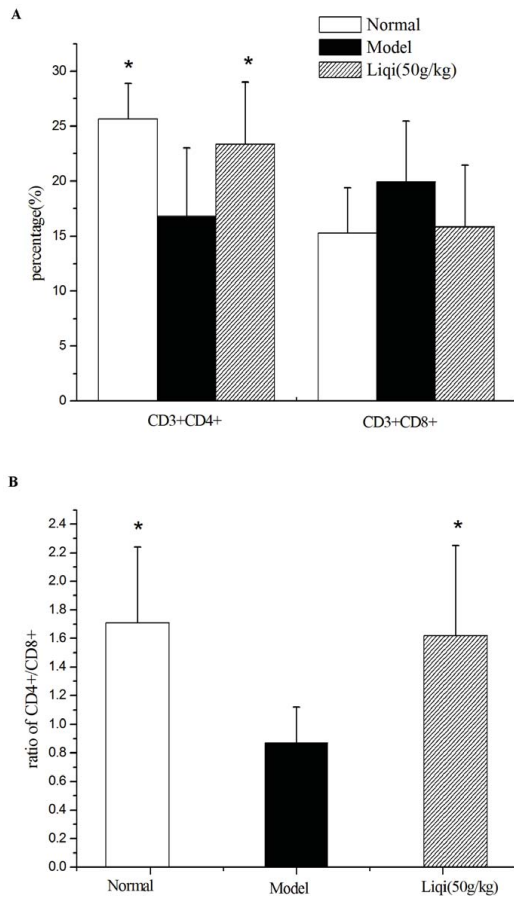 A
Normal
Model
Liqi(50g/kg)
* *
30
25
20
15
10
5
0
percentage(%)
CD3+CD4+ CD3+CD8+
B
* *
2.4
2.2
2.0
1.8
1.6
1.4
1.2
1.0
0.8
0.6
0.4
0.2
0.0
ratio of CD4+/CD8+
Normal Model Liqi(50g/kg)